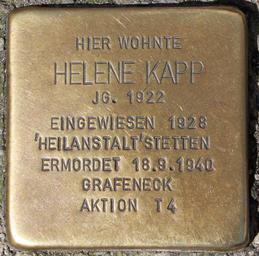 HIER WOHNTE
HELENE KAPP
JG. 1922
EINGEWIESEN 1928
'HEILANSTALT' STETTEN
ERMORDET 18.9.1940
GRAFENECK
AKTION T4